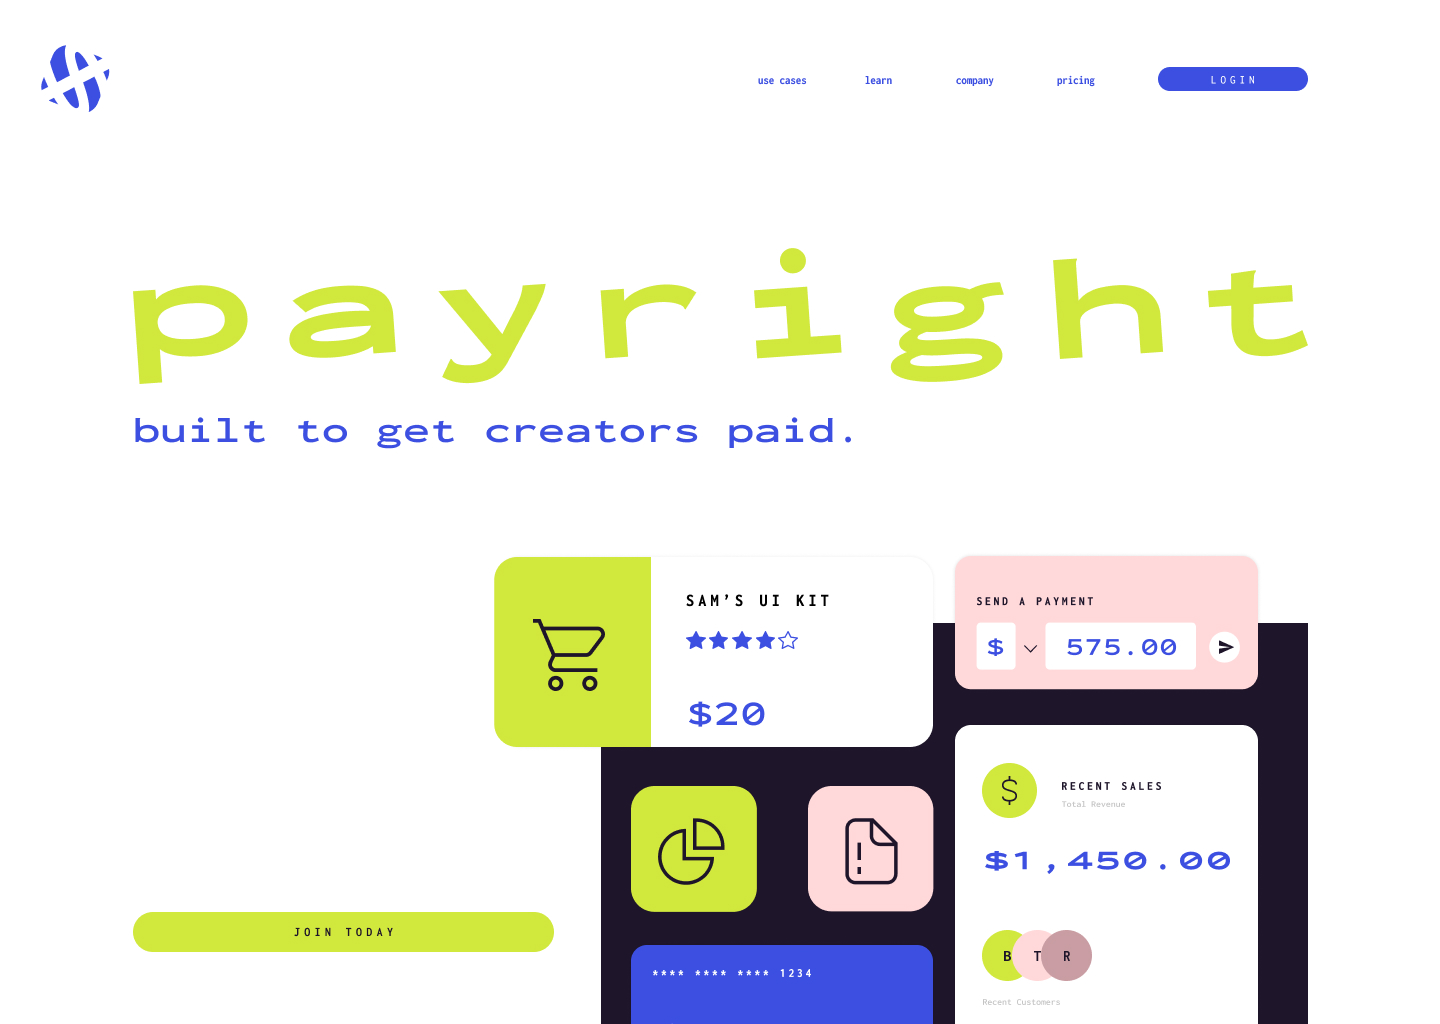 use cases learn company pricing LOGIN
payright
built to get creators paid.
SAM’S UI KIT
$20
SEND A PAYMENT
$ 575.00
RECENT SALES
Total Revenue
$1,450.00
JOIN TODAY
B T R
**** **** **** 1234
Recent Customers